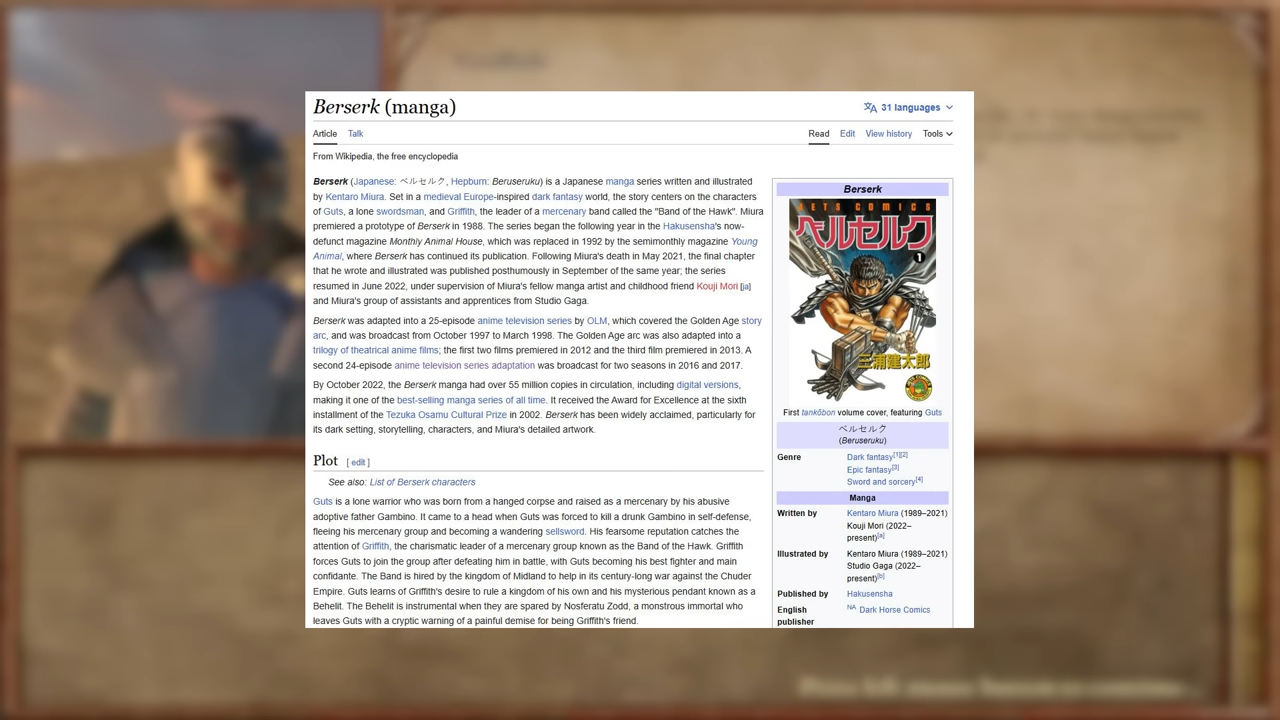 Berserk (manga)
31 languages
Article Talk
Read Edit View history Tools
From Wikipedia, the free encyclopedia
Berserk (Japanese: ベルセルク, Hepburn: Beruseruku) is a Japanese manga series written and illustrated
by Kentaro Miura. Set in a medieval Europe-inspired dark fantasy world, the story centers on the characters
of Guts, a lone swordsman, and Griffith, the leader of a mercenary band called the "Band of the Hawk". Miura
premiered a prototype of Berserk in 1988. The series began the following year in the Hakusensha's now-
defunct magazine Monthly Animal House, which was replaced in 1992 by the semimonthly magazine Young
Animal, where Berserk has continued its publication. Following Miura's death in May 2021, the final chapter
that he wrote and illustrated was published posthumously in September of the same year; the series
resumed in June 2022, under supervision of Miura's fellow manga artist and childhood friend Kouji Mori [ja]
and Miura's group of assistants and apprentices from Studio Gaga.
Berserk was adapted into a 25-episode anime television series by OLM, which covered the Golden Age story
arc, and was broadcast from October 1997 to March 1998. The Golden Age arc was also adapted into a
trilogy of theatrical anime films; the first two films premiered in 2012 and the third film premiered in 2013. A
second 24-episode anime television series adaptation was broadcast for two seasons in 2016 and 2017.
By October 2022, the Berserk manga had over 55 million copies in circulation, including digital versions,
making it one of the best-selling manga series of all time. It received the Award for Excellence at the sixth
installment of the Tezuka Osamu Cultural Prize in 2002. Berserk has been widely acclaimed, particularly for
its dark setting, storytelling, characters, and Miura's detailed artwork.
Plot [ edit ]
See also: List of Berserk characters
Guts is a lone warrior who was born from a hanged corpse and raised as a mercenary by his abusive
adoptive father Gambino. It came to a head when Guts was forced to kill a drunk Gambino in self-defense,
fleeing his mercenary group and becoming a wandering sellsword. His fearsome reputation catches the
attention of Griffith, the charismatic leader of a mercenary group known as the Band of the Hawk. Griffith
forces Guts to join the group after defeating him in battle, with Guts becoming his best fighter and main
confidante. The Band is hired by the kingdom of Midland to help in its century-long war against the Chuder
Empire. Guts learns of Griffith's desire to rule a kingdom of his own and his mysterious pendant known as a
Behelit. The Behelit is instrumental when they are spared by Nosferatu Zodd, a monstrous immortal who
leaves Guts with a cryptic warning of a painful demise for being Griffith's friend.
Berserk
JETS COMICS
ベルセルク
1
三浦建太郎
First tankōbon volume cover, featuring Guts
ベルセルク
(Beruseruku)
Genre Dark fantasy[1][2]
Epic fantasy[3]
Sword and sorcery[4]
Manga
Written by Kentaro Miura (1989–2021)
Kouji Mori (2022–
present)[a]
Illustrated by Kentaro Miura (1989–2021)
Studio Gaga (2022–
present)[b]
Published by Hakusensha
English NA Dark Horse Comics
publisher